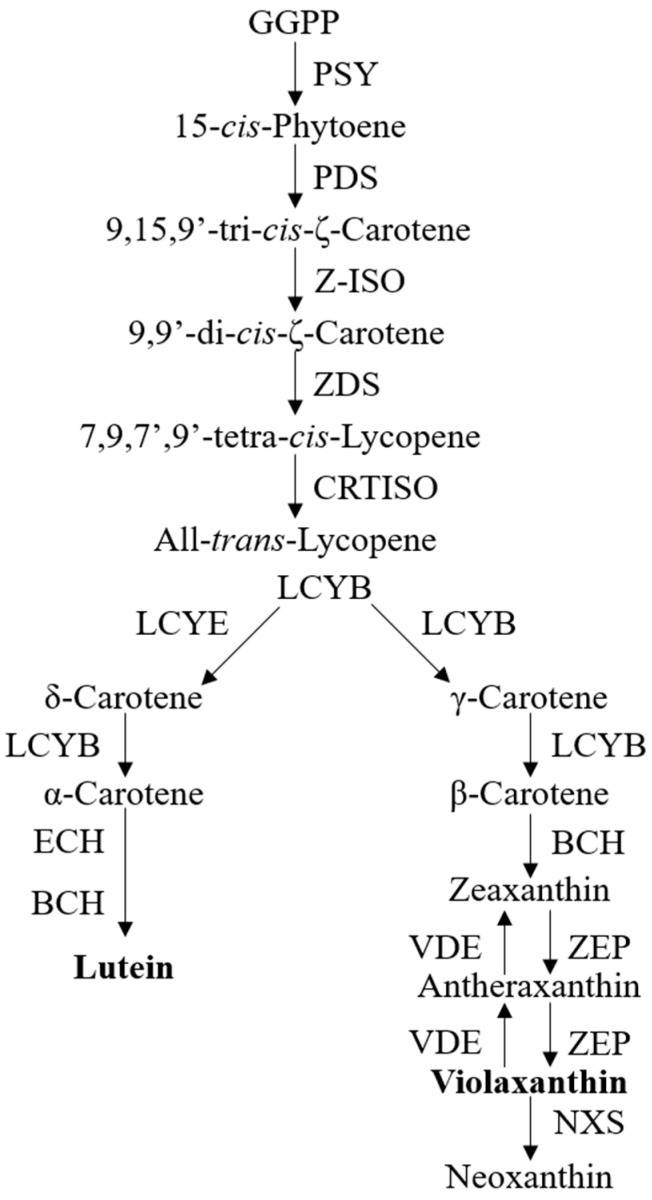 GGPP
PSY
15-cis-Phytoene
PDS
9,15,9’-tri-cis-ζ-Carotene
Z-ISO
9,9’-di-cis-ζ-Carotene
ZDS
7,9,7’,9’-tetra-cis-Lycopene
CRTISO
All-trans-Lycopene
LCYB
LCYE LCYB
δ-Carotene γ-Carotene
LCYB LCYB
α-Carotene β-Carotene
ECH BCH
BCH Zeaxanthin
VDE ZEP
Lutein Antheraxanthin
VDE ZEP
Violaxanthin
NXS
Neoxanthin